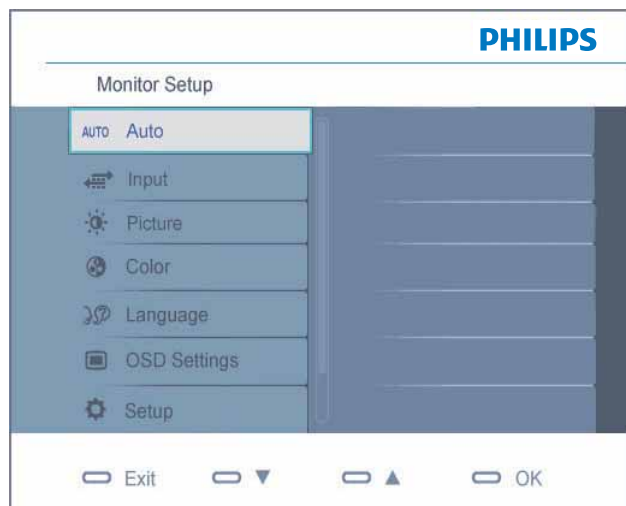 PHILIPS
Monitor Setup
AUTO Auto
Input
Picture
Color
Language
OSD Settings
Setup
Exit ▼ ▲ OK